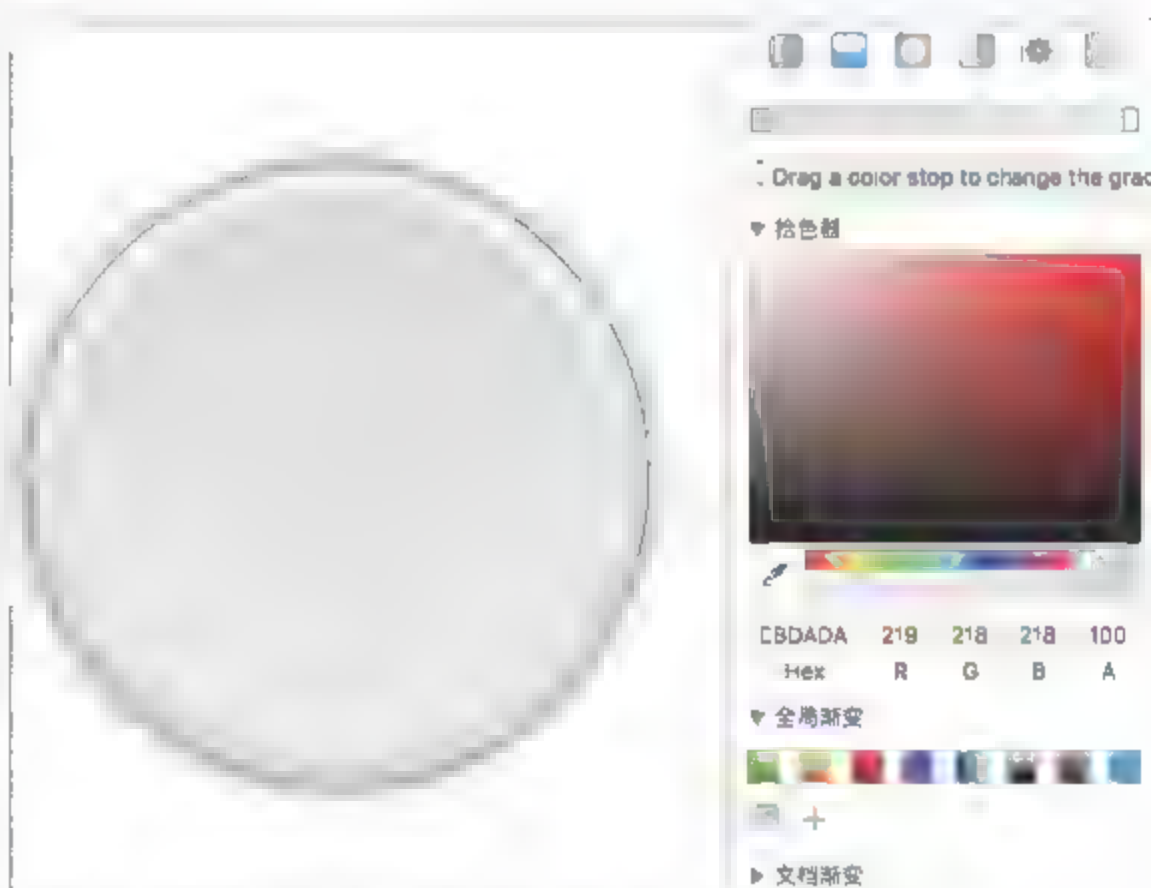 Drag a color stop to change the grad
▼ 拾色器
DBDADA 219 218 218 100
Hex R G B A
▼ 全局渐变
▶ 文档渐变